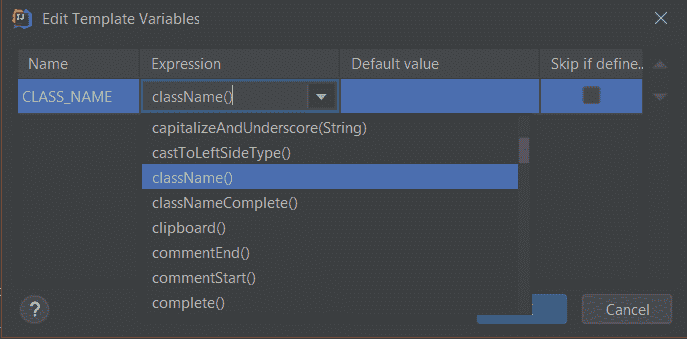 Edit Template Variables
Name Expression Default value Skip if define..
CLASS_NAME className()
capitalizeAndUnderscore(String)
castToLeftSideType()
className()
classNameComplete()
clipboard()
commentEnd()
commentStart()
complete()
? Cancel